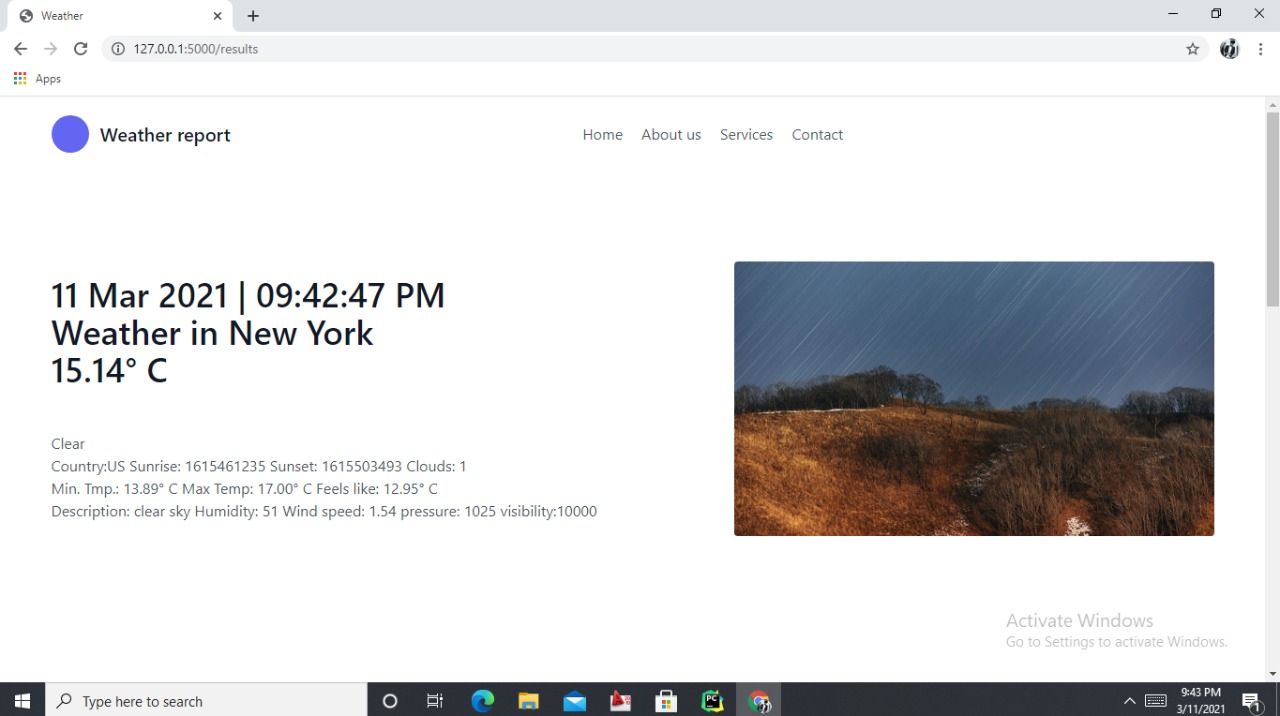 Weather
127.0.0.1:5000/results
Apps
Weather report
Home About us Services Contact
11 Mar 2021 | 09:42:47 PM
Weather in New York
15.14° C
Clear
Country:US Sunrise: 1615461235 Sunset: 1615503493 Clouds: 1
Min. Tmp.: 13.89° C Max Temp: 17.00° C Feels like: 12.95° C
Description: clear sky Humidity: 51 Wind speed: 1.54 pressure: 1025 visibility:10000
Activate Windows
Go to Settings to activate Windows.
Type here to search
PC
9:43 PM
3/11/2021
1